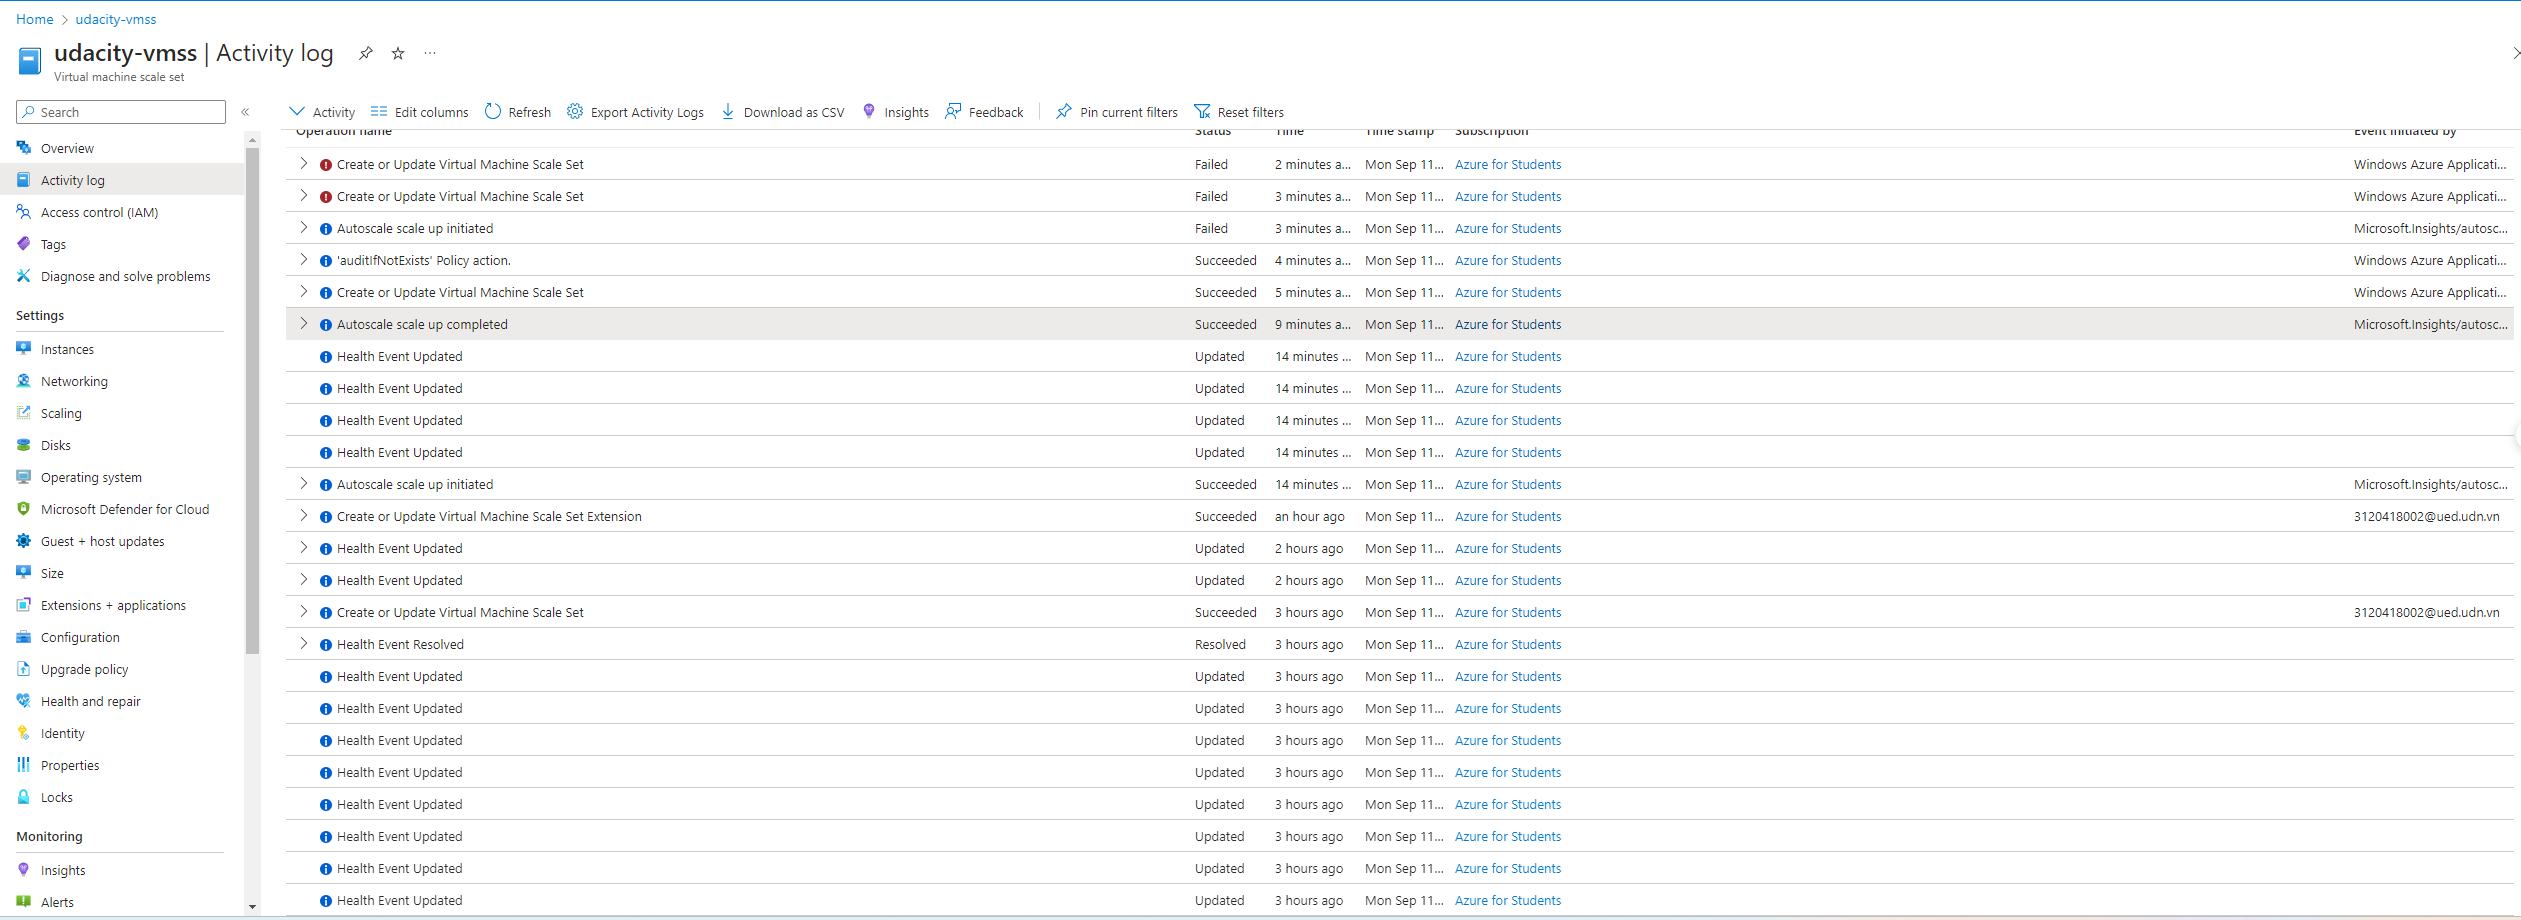 Home > udacity-vmss
udacity-vmss | Activity log
Virtual machine scale set
Search
Overview
Activity log
Access control (IAM)
Tags
Diagnose and solve problems
Settings
Instances
Networking
Scaling
Disks
Operating system
Microsoft Defender for Cloud
Guest + host updates
Size
Extensions + applications
Configuration
Upgrade policy
Health and repair
Identity
Properties
Locks
Monitoring
Insights
Alerts
Activity Edit columns Refresh Export Activity Logs Download as CSV Insights Feedback Pin current filters Reset filters
Operation name Status Time Time stamp Subscription Event initiated by
Create or Update Virtual Machine Scale Set Failed 2 minutes a... Mon Sep 11... Azure for Students Windows Azure Applicati...
Create or Update Virtual Machine Scale Set Failed 3 minutes a... Mon Sep 11... Azure for Students Windows Azure Applicati...
Autoscale scale up initiated Failed 3 minutes a... Mon Sep 11... Azure for Students Microsoft.Insights/autosc...
'auditIfNotExists' Policy action. Succeeded 4 minutes a... Mon Sep 11... Azure for Students Windows Azure Applicati...
Create or Update Virtual Machine Scale Set Succeeded 5 minutes a... Mon Sep 11... Azure for Students Windows Azure Applicati...
Autoscale scale up completed Succeeded 9 minutes a... Mon Sep 11... Azure for Students Microsoft.Insights/autosc...
Health Event Updated Updated 14 minutes ... Mon Sep 11... Azure for Students
Health Event Updated Updated 14 minutes ... Mon Sep 11... Azure for Students
Health Event Updated Updated 14 minutes ... Mon Sep 11... Azure for Students
Health Event Updated Updated 14 minutes ... Mon Sep 11... Azure for Students
Autoscale scale up initiated Succeeded 14 minutes ... Mon Sep 11... Azure for Students Microsoft.Insights/autosc...
Create or Update Virtual Machine Scale Set Extension Succeeded an hour ago Mon Sep 11... Azure for Students 3120418002@ued.udn.vn
Health Event Updated Updated 2 hours ago Mon Sep 11... Azure for Students
Health Event Updated Updated 2 hours ago Mon Sep 11... Azure for Students
Create or Update Virtual Machine Scale Set Succeeded 3 hours ago Mon Sep 11... Azure for Students 3120418002@ued.udn.vn
Health Event Resolved Resolved 3 hours ago Mon Sep 11... Azure for Students
Health Event Updated Updated 3 hours ago Mon Sep 11... Azure for Students
Health Event Updated Updated 3 hours ago Mon Sep 11... Azure for Students
Health Event Updated Updated 3 hours ago Mon Sep 11... Azure for Students
Health Event Updated Updated 3 hours ago Mon Sep 11... Azure for Students
Health Event Updated Updated 3 hours ago Mon Sep 11... Azure for Students
Health Event Updated Updated 3 hours ago Mon Sep 11... Azure for Students
Health Event Updated Updated 3 hours ago Mon Sep 11... Azure for Students
Health Event Updated Updated 3 hours ago Mon Sep 11... Azure for Students